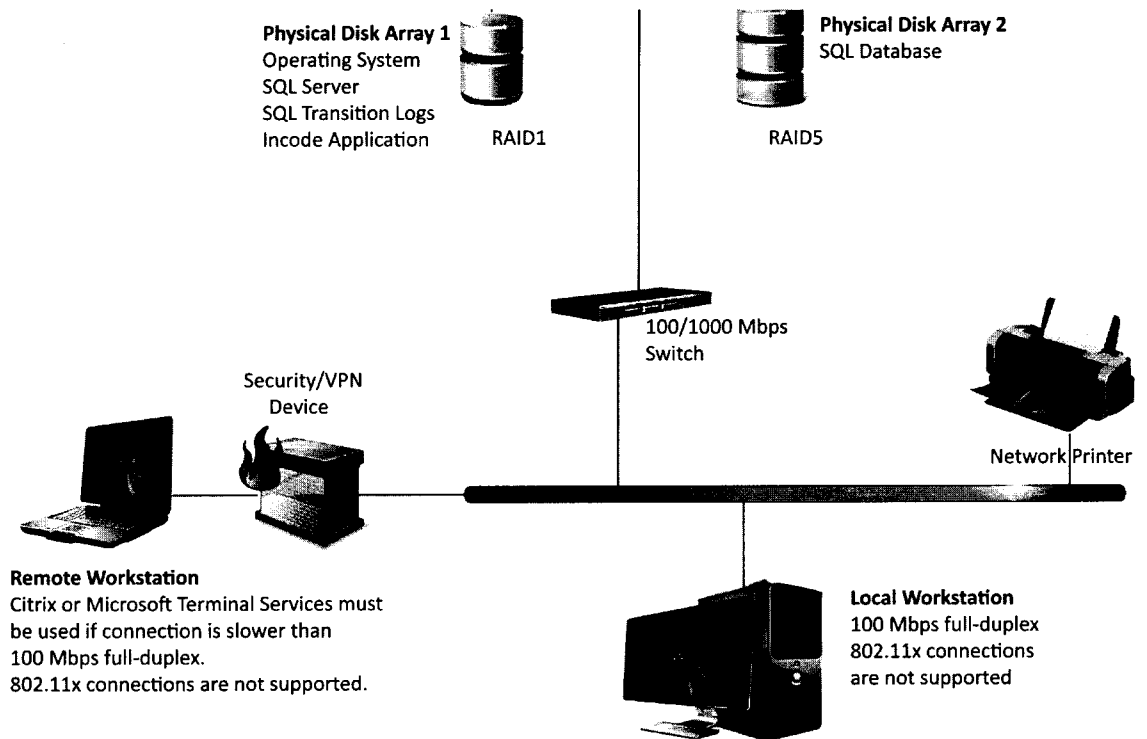 Physical Disk Array 1
Operating System
SQL Server
SQL Transition Logs
Incode Application
RAID1
Physical Disk Array 2
SQL Database
RAID5
100/1000 Mbps
Switch
Security/VPN
Device
Network Printer
Remote Workstation
Citrix or Microsoft Terminal Services must
be used if connection is slower than
100 Mbps full-duplex.
802.11x connections are not supported.
Local Workstation
100 Mbps full-duplex
802.11x connections
are not supported